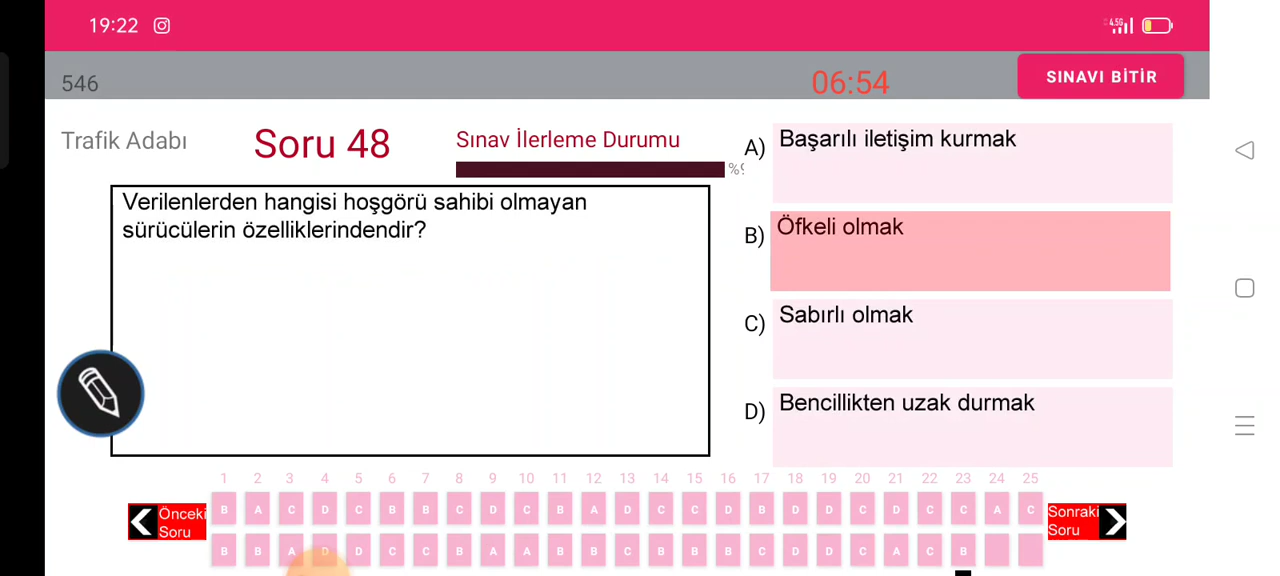 19:22
4.5G
546
06:54
SINAVI BİTİR
Trafik Adabı
Soru 48
Sınav İlerleme Durumu
Verilenlerden hangisi hoşgörü sahibi olmayan
sürücülerin özelliklerindendir?
A) Başarılı iletişim kurmak
B) Öfkeli olmak
C) Sabırlı olmak
D) Bencillikten uzak durmak
1 2 3 4 5 6 7 8 9 10 11 12 13 14 15 16 17 18 19 20 21 22 23 24 25
Önceki
Soru
B A C D C B B C D C B A D C C D B D D C D C C A C
B B A D D C C B A A B B C B B B C D D C A C B
Sonraki
Soru